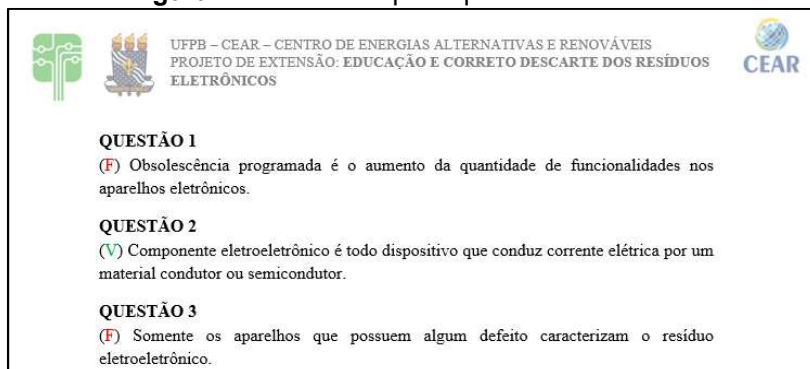 UFPB – CEAR – CENTRO DE ENERGIAS ALTERNATIVAS E RENOVÁVEIS
PROJETO DE EXTENSÃO: EDUCAÇÃO E CORRETO DESCARTE DOS RESÍDUOS
ELETRÔNICOS
CEAR
QUESTÃO 1
(F) Obsolescência programada é o aumento da quantidade de funcionalidades nos
aparelhos eletrônicos.
QUESTÃO 2
(V) Componente eletroeletrônico é todo dispositivo que conduz corrente elétrica por um
material condutor ou semicondutor.
QUESTÃO 3
(F) Somente os aparelhos que possuem algum defeito caracterizam o resíduo
eletroeletrônico.